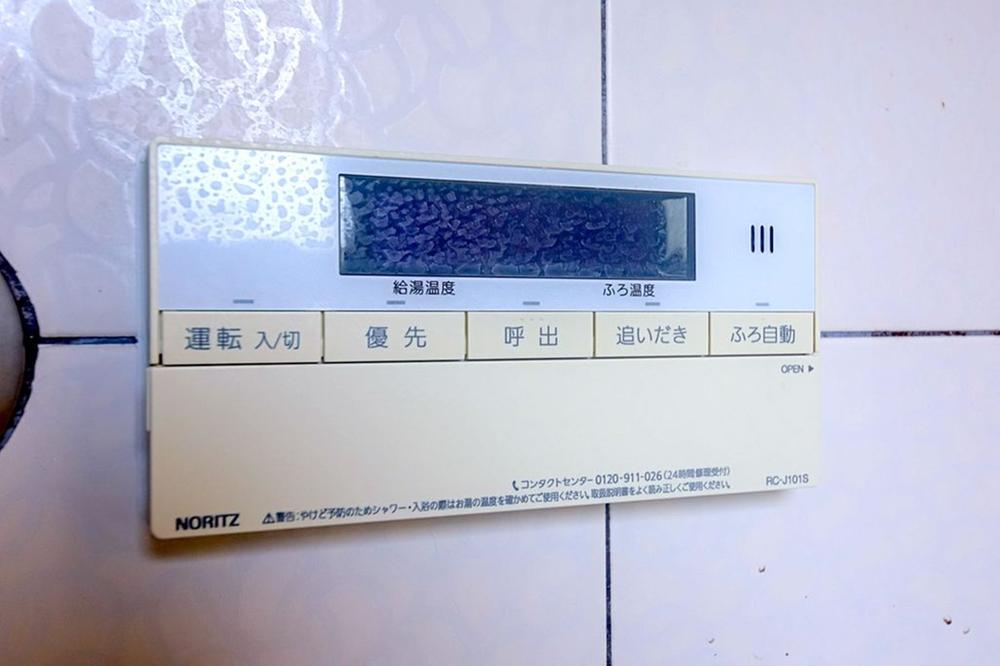 給湯温度 ふろ温度
運転 入/切 優先 呼出 追いだき ふろ自動
OPEN ▶
コンタクトセンター 0120-911-026 (24時間修理受付)
RC-J101S
NORITZ ⚠警告:やけど予防のためシャワー・入浴の際はお湯の温度を確かめてご使用ください。取扱説明書をよく読み正しくご使用ください。